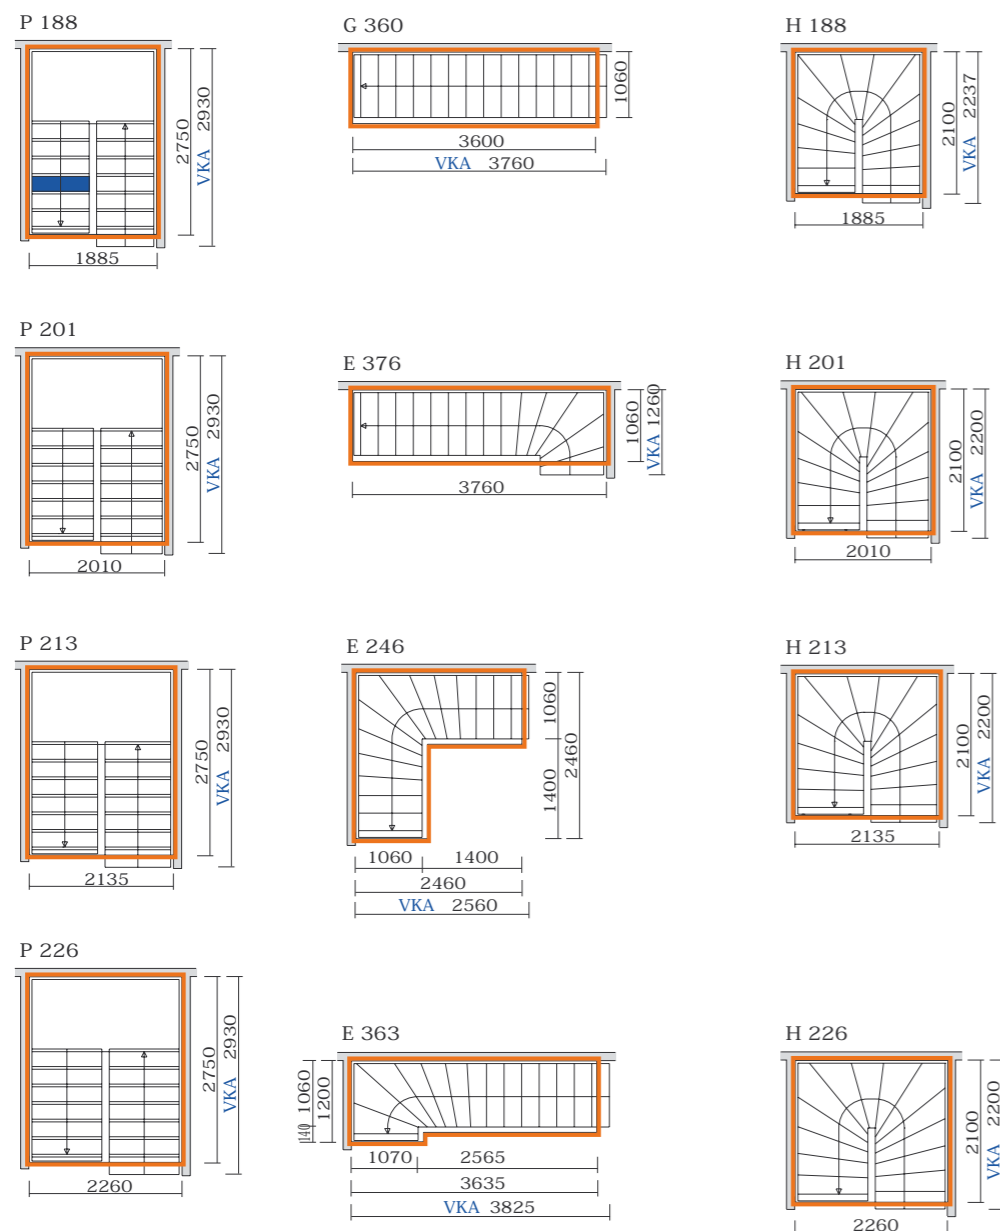 P 188
2750
VKA 2930
1885
G 360
1060
3600
VKA 3760
H 188
2100
VKA 2237
1885
P 201
2750
VKA 2930
2010
E 376
1060
VKA 1260
3760
H 201
2100
VKA 2200
2010
P 213
2750
VKA 2930
2135
E 246
1060
1400
2460
1060 1400
2460
VKA 2560
H 213
2100
VKA 2200
2135
P 226
2750
VKA 2930
2260
E 363
140 1060
1200
1070 2565
3635
VKA 3825
H 226
2100
VKA 2200
2260